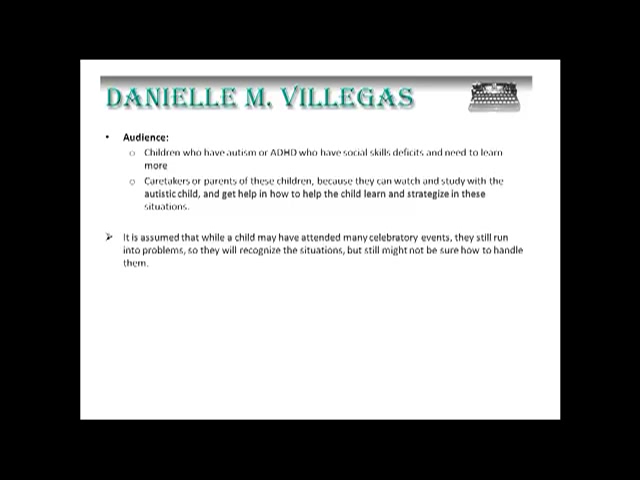 DANIELLE M. VILLEGAS
• Audience:
o Children who have autism or ADHD who have social skills deficits and need to learn
more
o Caretakers or parents of these children, because they can watch and study with the
autistic child, and get help in how to help the child learn and strategize in these
situations.
➢ It is assumed that while a child may have attended many celebratory events, they still run
into problems, so they will recognize the situations, but still might not be sure how to handle
them.